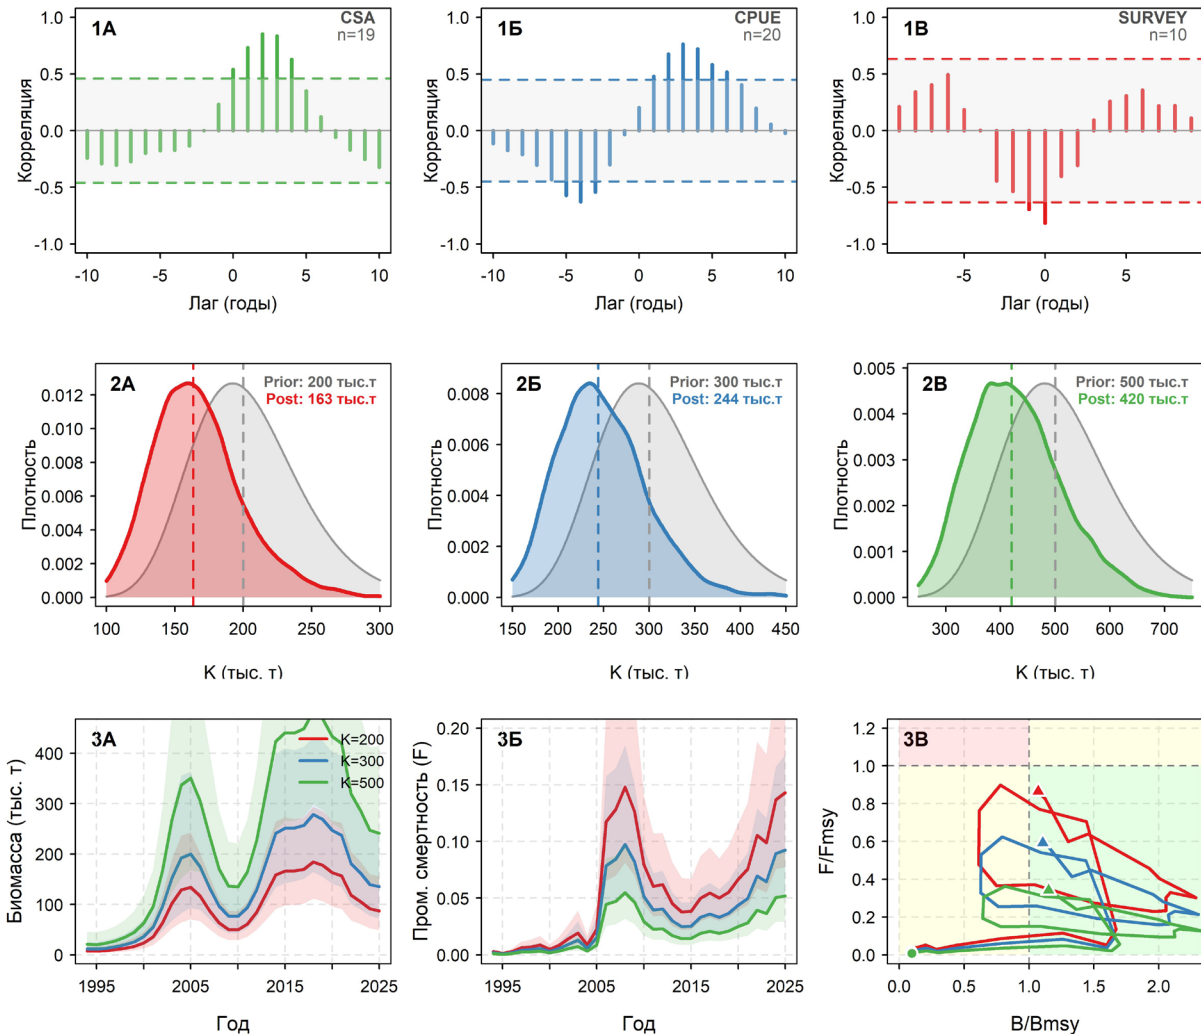 1А
CSA
n=19
Корреляция
1.0
0.5
0.0
-0.5
-1.0
-10
-5
0
5
10
Лаг (годы)
1Б
CPUE
n=20
Корреляция
1.0
0.5
0.0
-0.5
-1.0
-10
-5
0
5
10
Лаг (годы)
1В
SURVEY
n=10
Корреляция
1.0
0.5
0.0
-0.5
-1.0
-5
0
5
Лаг (годы)
2А
Prior: 200 тыс.т
Post: 163 тыс.т
Плотность
0.012
0.010
0.008
0.006
0.004
0.002
0.000
100
150
200
250
300
K (тыс. т)
2Б
Prior: 300 тыс.т
Post: 244 тыс.т
Плотность
0.008
0.006
0.004
0.002
0.000
150
200
250
300
350
400
450
K (тыс. т)
2В
Prior: 500 тыс.т
Post: 420 тыс.т
Плотность
0.005
0.004
0.003
0.002
0.001
0.000
300
400
500
600
700
K (тыс. т)
3А
K=200
K=300
K=500
Биомасса (тыс. т)
400
300
200
100
0
1995
2005
2015
2025
Год
3Б
Пром. смертность (F)
0.20
0.15
0.10
0.05
0.00
1995
2005
2015
2025
Год
3В
F/Fmsy
1.2
1.0
0.8
0.6
0.4
0.2
0.0
0.0
0.5
1.0
1.5
2.0
B/Bmsy